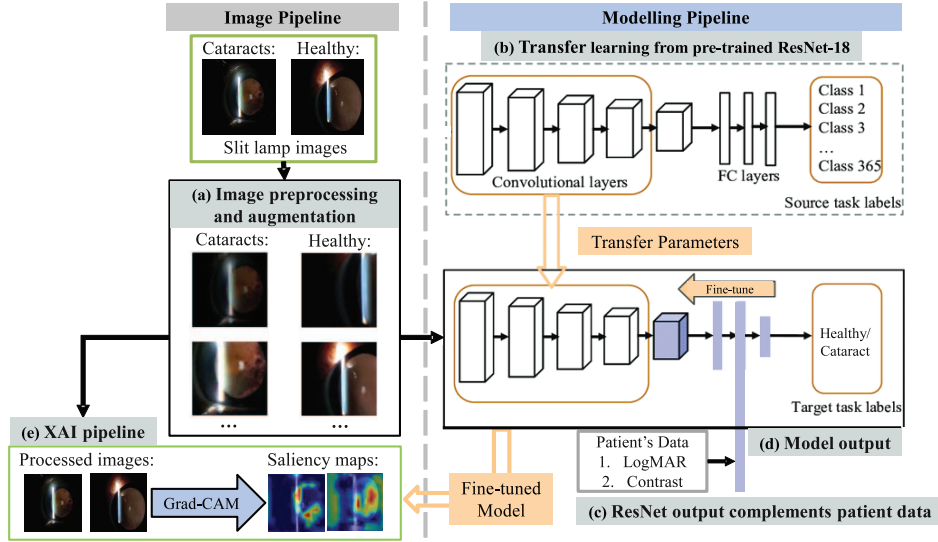 Image Pipeline
Cataracts:
Healthy:
Slit lamp images
(a) Image preprocessing
and augmentation
Cataracts:
Healthy:
...
...
(e) XAI pipeline
Processed images:
Grad-CAM
Saliency maps:
Modelling Pipeline
(b) Transfer learning from pre-trained ResNet-18
Convolutional layers
FC layers
Class 1
Class 2
Class 3
...
Class 365
Source task labels
Transfer Parameters
Fine-tune
Healthy/
Cataract
Target task labels
(d) Model output
Patient's Data
1. LogMAR
2. Contrast
(c) ResNet output complements patient data
Fine-tuned
Model